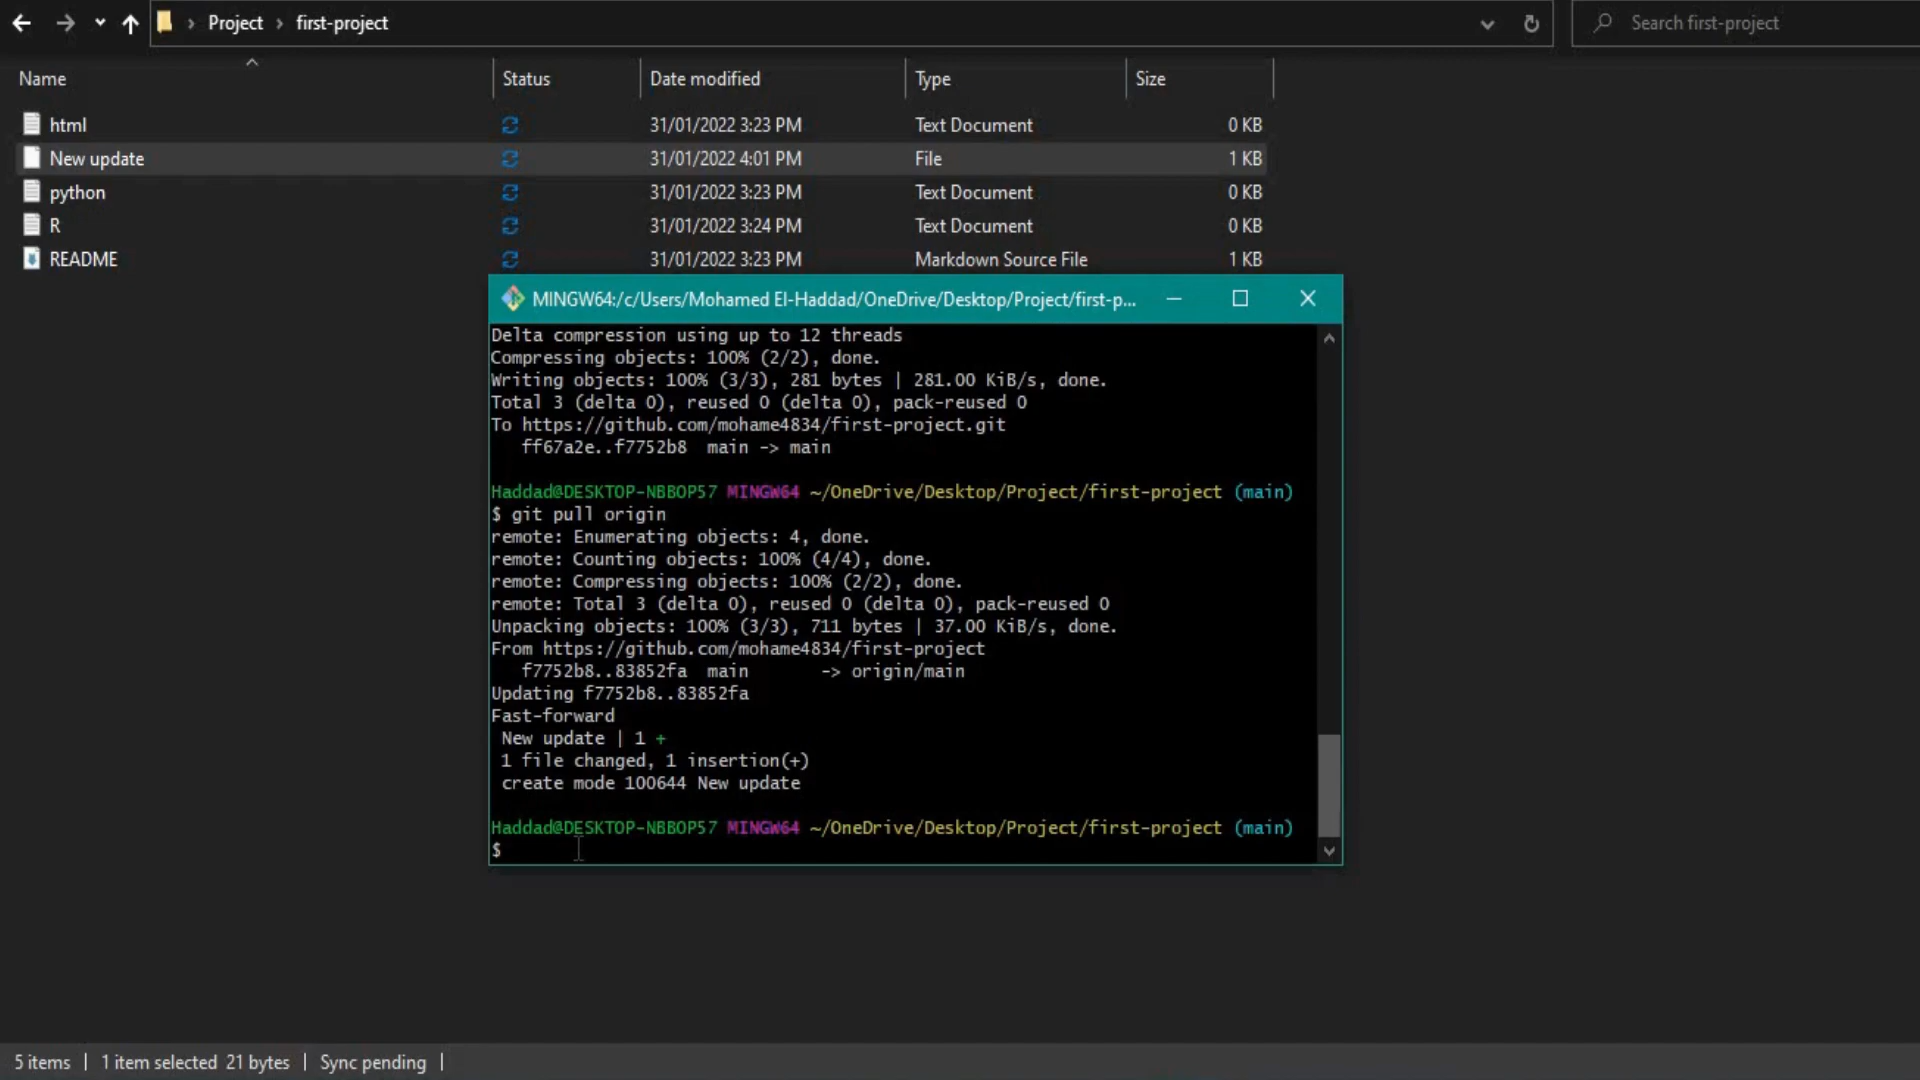 Project › first-project
Search first-project
Name Status Date modified Type Size
html 31/01/2022 3:23 PM Text Document 0 KB
New update 31/01/2022 4:01 PM File 1 KB
python 31/01/2022 3:23 PM Text Document 0 KB
R 31/01/2022 3:24 PM Text Document 0 KB
README 31/01/2022 3:23 PM Markdown Source File 1 KB
MINGW64:/c/Users/Mohamed El-Haddad/OneDrive/Desktop/Project/first-p...
Delta compression using up to 12 threads
Compressing objects: 100% (2/2), done.
Writing objects: 100% (3/3), 281 bytes | 281.00 KiB/s, done.
Total 3 (delta 0), reused 0 (delta 0), pack-reused 0
To https://github.com/mohame4834/first-project.git
ff67a2e..f7752b8 main -> main
Haddad@DESKTOP-NBBOP57 MINGW64 ~/OneDrive/Desktop/Project/first-project (main)
$ git pull origin
remote: Enumerating objects: 4, done.
remote: Counting objects: 100% (4/4), done.
remote: Compressing objects: 100% (2/2), done.
remote: Total 3 (delta 0), reused 0 (delta 0), pack-reused 0
Unpacking objects: 100% (3/3), 711 bytes | 37.00 KiB/s, done.
From https://github.com/mohame4834/first-project
f7752b8..83852fa main -> origin/main
Updating f7752b8..83852fa
Fast-forward
New update | 1 +
1 file changed, 1 insertion(+)
create mode 100644 New update
Haddad@DESKTOP-NBBOP57 MINGW64 ~/OneDrive/Desktop/Project/first-project (main)
$
5 items | 1 item selected 21 bytes | Sync pending |